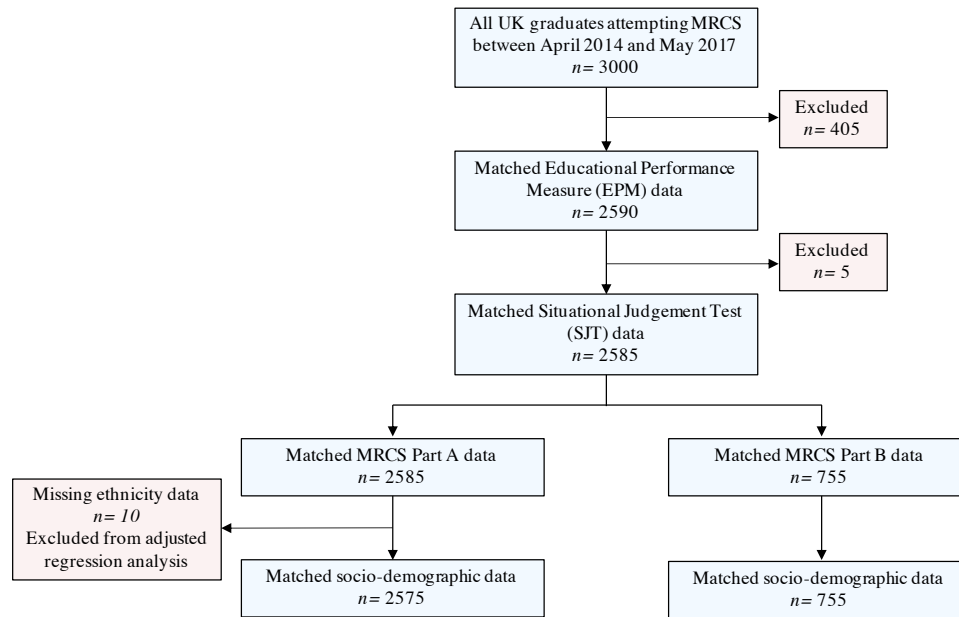 All UK graduates attempting MRCS
between April 2014 and May 2017
n= 3000
Excluded
n= 405
Matched Educational Performance
Measure (EPM) data
n= 2590
Excluded
n= 5
Matched Situational Judgement Test
(SJT) data
n= 2585
Matched MRCS Part A data
n= 2585
Matched MRCS Part B data
n= 755
Missing ethnicity data
n= 10
Excluded from adjusted
regression analysis
Matched socio-demographic data
n= 2575
Matched socio-demographic data
n= 755